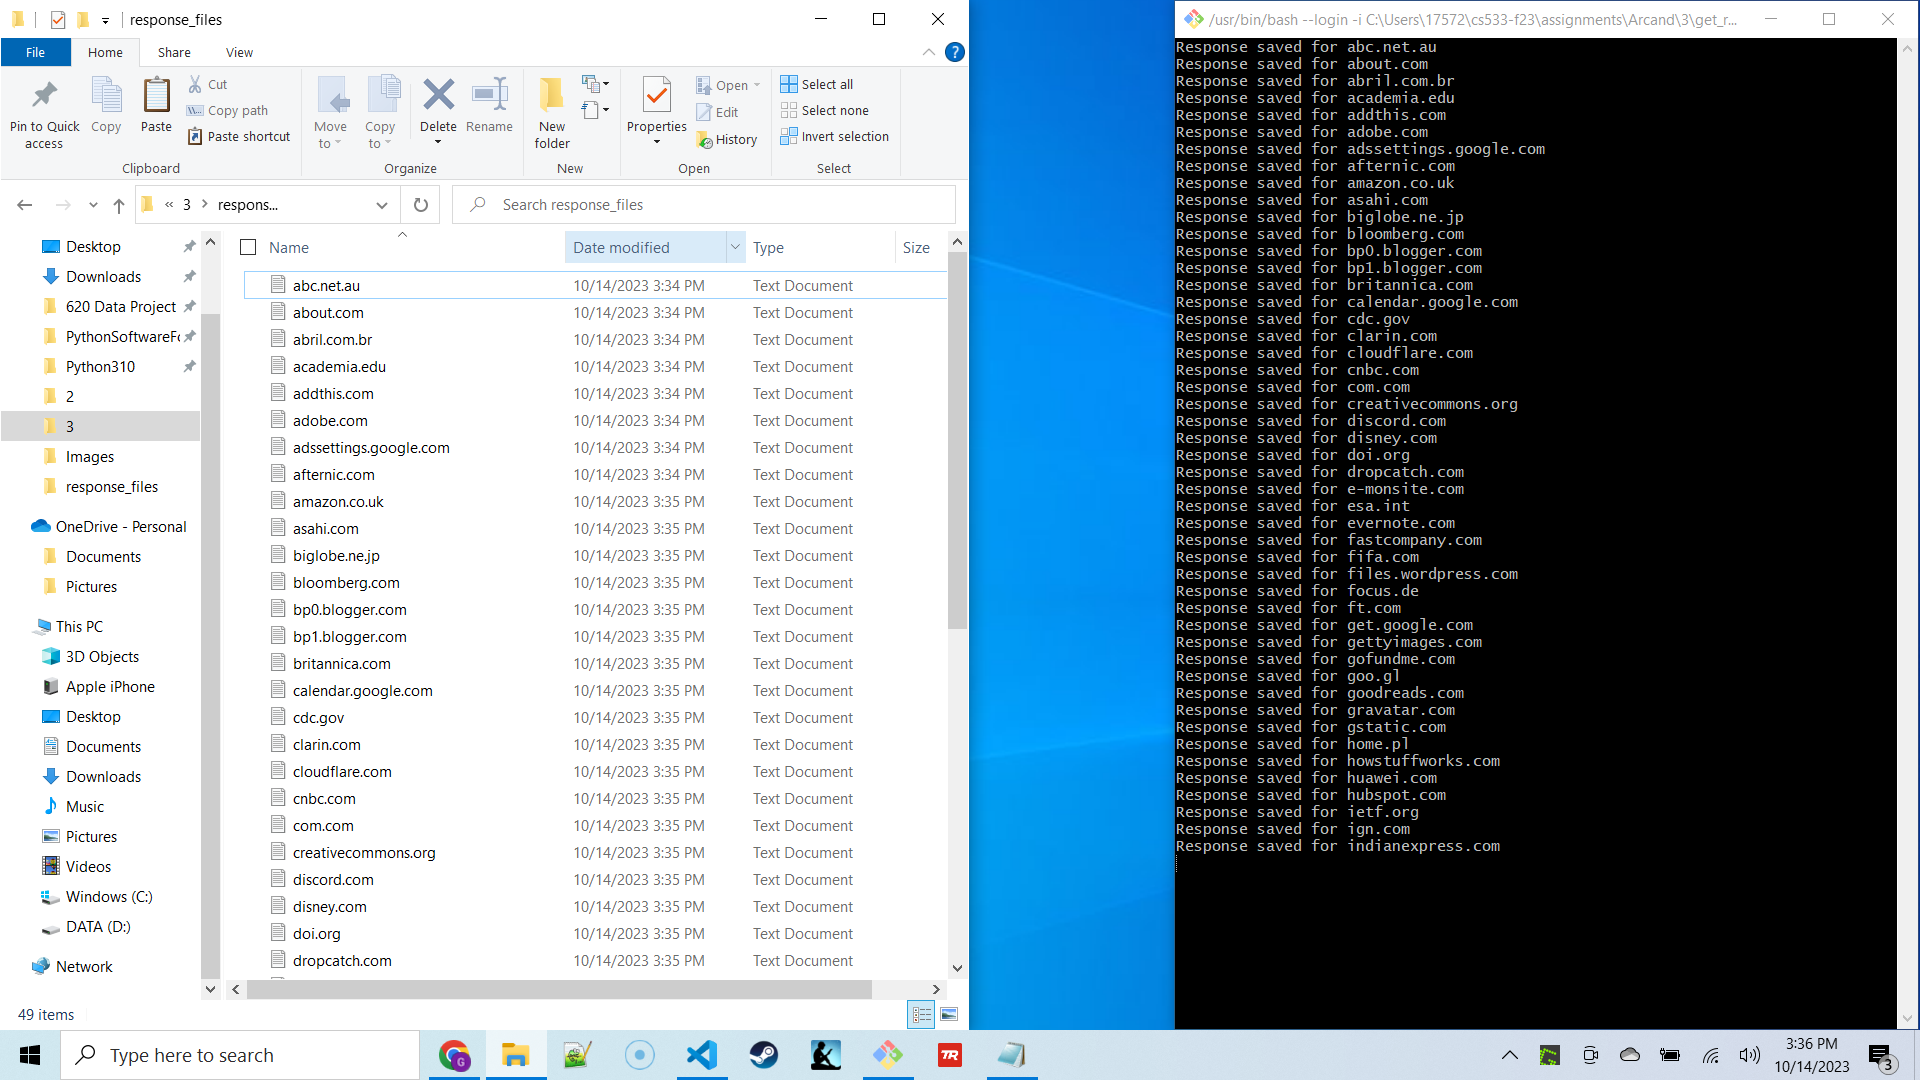 response_files
File
Home
Share
View
Pin to Quick access
Copy
Paste
Cut
Copy path
Paste shortcut
Clipboard
Move to
Copy to
Delete
Rename
Organize
New folder
New
Properties
Open
Edit
History
Open
Select all
Select none
Invert selection
Select
« 3 > respons...
Search response_files
Desktop
Downloads
620 Data Project
PythonSoftwareFo
Python310
2
3
Images
response_files
OneDrive - Personal
Documents
Pictures
This PC
3D Objects
Apple iPhone
Desktop
Documents
Downloads
Music
Pictures
Videos
Windows (C:)
DATA (D:)
Network
Name Date modified Type Size
abc.net.au 10/14/2023 3:34 PM Text Document
about.com 10/14/2023 3:34 PM Text Document
abril.com.br 10/14/2023 3:34 PM Text Document
academia.edu 10/14/2023 3:34 PM Text Document
addthis.com 10/14/2023 3:34 PM Text Document
adobe.com 10/14/2023 3:34 PM Text Document
adssettings.google.com 10/14/2023 3:34 PM Text Document
afternic.com 10/14/2023 3:34 PM Text Document
amazon.co.uk 10/14/2023 3:35 PM Text Document
asahi.com 10/14/2023 3:35 PM Text Document
biglobe.ne.jp 10/14/2023 3:35 PM Text Document
bloomberg.com 10/14/2023 3:35 PM Text Document
bp0.blogger.com 10/14/2023 3:35 PM Text Document
bp1.blogger.com 10/14/2023 3:35 PM Text Document
britannica.com 10/14/2023 3:35 PM Text Document
calendar.google.com 10/14/2023 3:35 PM Text Document
cdc.gov 10/14/2023 3:35 PM Text Document
clarin.com 10/14/2023 3:35 PM Text Document
cloudflare.com 10/14/2023 3:35 PM Text Document
cnbc.com 10/14/2023 3:35 PM Text Document
com.com 10/14/2023 3:35 PM Text Document
creativecommons.org 10/14/2023 3:35 PM Text Document
discord.com 10/14/2023 3:35 PM Text Document
disney.com 10/14/2023 3:35 PM Text Document
doi.org 10/14/2023 3:35 PM Text Document
dropcatch.com 10/14/2023 3:35 PM Text Document
49 items
/usr/bin/bash --login -i C:\Users\17572\cs533-f23\assignments\Arcand\3\get_r...
Response saved for abc.net.au
Response saved for about.com
Response saved for abril.com.br
Response saved for academia.edu
Response saved for addthis.com
Response saved for adobe.com
Response saved for adssettings.google.com
Response saved for afternic.com
Response saved for amazon.co.uk
Response saved for asahi.com
Response saved for biglobe.ne.jp
Response saved for bloomberg.com
Response saved for bp0.blogger.com
Response saved for bp1.blogger.com
Response saved for britannica.com
Response saved for calendar.google.com
Response saved for cdc.gov
Response saved for clarin.com
Response saved for cloudflare.com
Response saved for cnbc.com
Response saved for com.com
Response saved for creativecommons.org
Response saved for discord.com
Response saved for disney.com
Response saved for doi.org
Response saved for dropcatch.com
Response saved for e-monsite.com
Response saved for esa.int
Response saved for evernote.com
Response saved for fastcompany.com
Response saved for fifa.com
Response saved for files.wordpress.com
Response saved for focus.de
Response saved for ft.com
Response saved for get.google.com
Response saved for gettyimages.com
Response saved for gofundme.com
Response saved for goo.gl
Response saved for goodreads.com
Response saved for gravatar.com
Response saved for gstatic.com
Response saved for home.pl
Response saved for howstuffworks.com
Response saved for huawei.com
Response saved for hubspot.com
Response saved for ietf.org
Response saved for ign.com
Response saved for indianexpress.com
Type here to search
G
TR
3:36 PM
10/14/2023
3